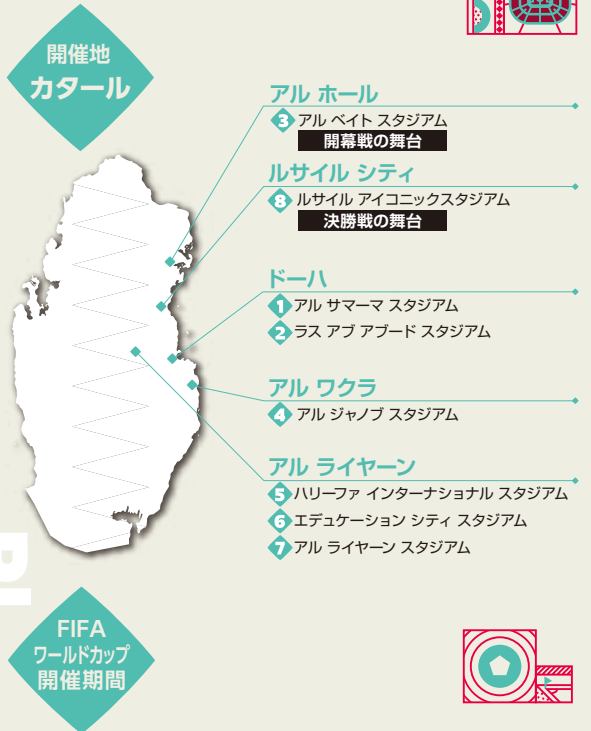 開催地
カタール
アル ホール
3 アル ベイト スタジアム
開幕戦の舞台
ルサイル シティ
8 ルサイル アイコニックスタジアム
決勝戦の舞台
ドーハ
1 アル サマーマ スタジアム
2 ラス アブ アブード スタジアム
アル ワクラ
4 アル ジャノブ スタジアム
アル ライヤーン
5 ハリーファ インターナショナル スタジアム
6 エデュケーション シティ スタジアム
7 アル ライヤーン スタジアム
FIFA
ワールドカップ
開催期間